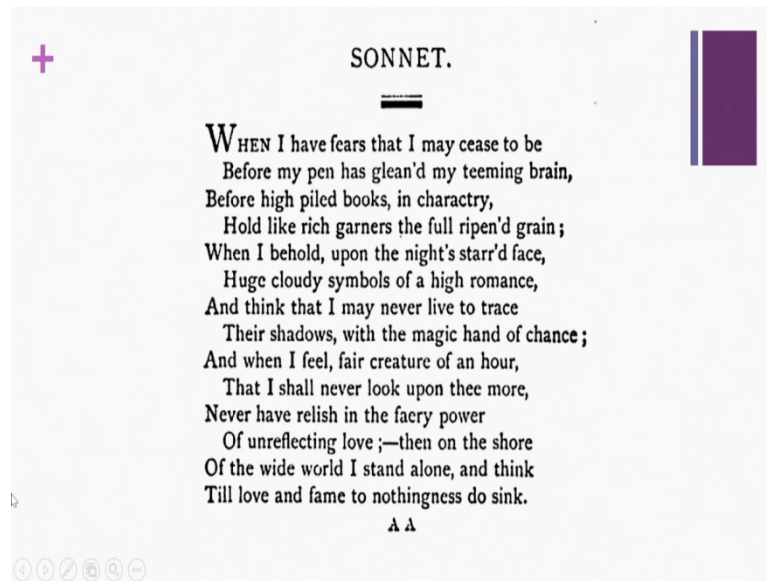 SONNET.
WHEN I have fears that I may cease to be
Before my pen has glean'd my teeming brain,
Before high piled books, in charactry,
Hold like rich garners the full ripen'd grain;
When I behold, upon the night's starr'd face,
Huge cloudy symbols of a high romance,
And think that I may never live to trace
Their shadows, with the magic hand of chance;
And when I feel, fair creature of an hour,
That I shall never look upon thee more,
Never have relish in the faery power
Of unreflecting love;—then on the shore
Of the wide world I stand alone, and think
Till love and fame to nothingness do sink.
A A